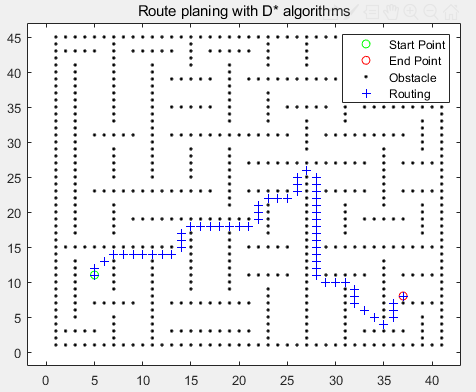 Route planing with D* algorithms
45
40
35
30
25
20
15
10
5
0
0 5 10 15 20 25 30 35 40
Start Point
End Point
Obstacle
Routing